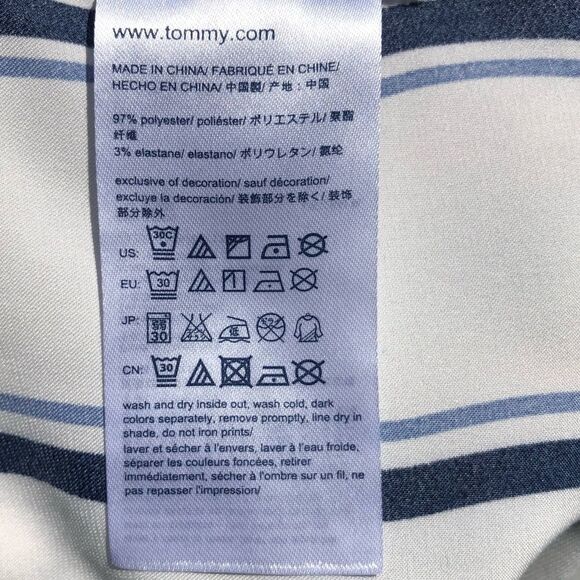 www.tommy.com
MADE IN CHINA/ FABRIQUÉ EN CHINE/
HECHO EN CHINA/ 中国製/ 产地：中国
97% polyester/ poliéster/ ポリエステル/ 聚酯
纤维
3% elastane/ elastano/ ポリウレタン/ 氨纶
exclusive of decoration/ sauf décoration/
excluye la decoración/ 装飾部分を除く/ 装饰
部分除外
US: 30C
EU: 30
JP: 30
CN: 30
wash and dry inside out, wash cold, dark
colors separately, remove promptly, line dry in
shade, do not iron prints/
laver et sécher à l'envers, laver à l'eau froide,
séparer les couleurs foncées, retirer
immédiatement, sécher à l'ombre sur un fil, ne
pas repasser l'impression/